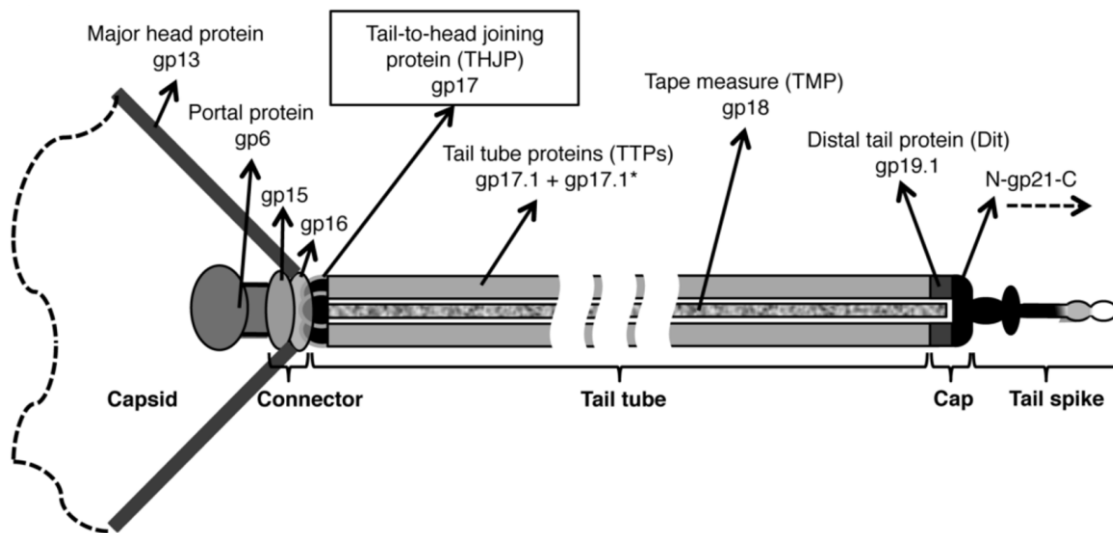 Major head protein
gp13
Portal protein
gp6
gp15
gp16
Tail-to-head joining
protein (THJP)
gp17
Tail tube proteins (TTPs)
gp17.1 + gp17.1*
Tape measure (TMP)
gp18
Distal tail protein (Dit)
gp19.1
N-gp21-C
Capsid
Connector
Tail tube
Cap
Tail spike